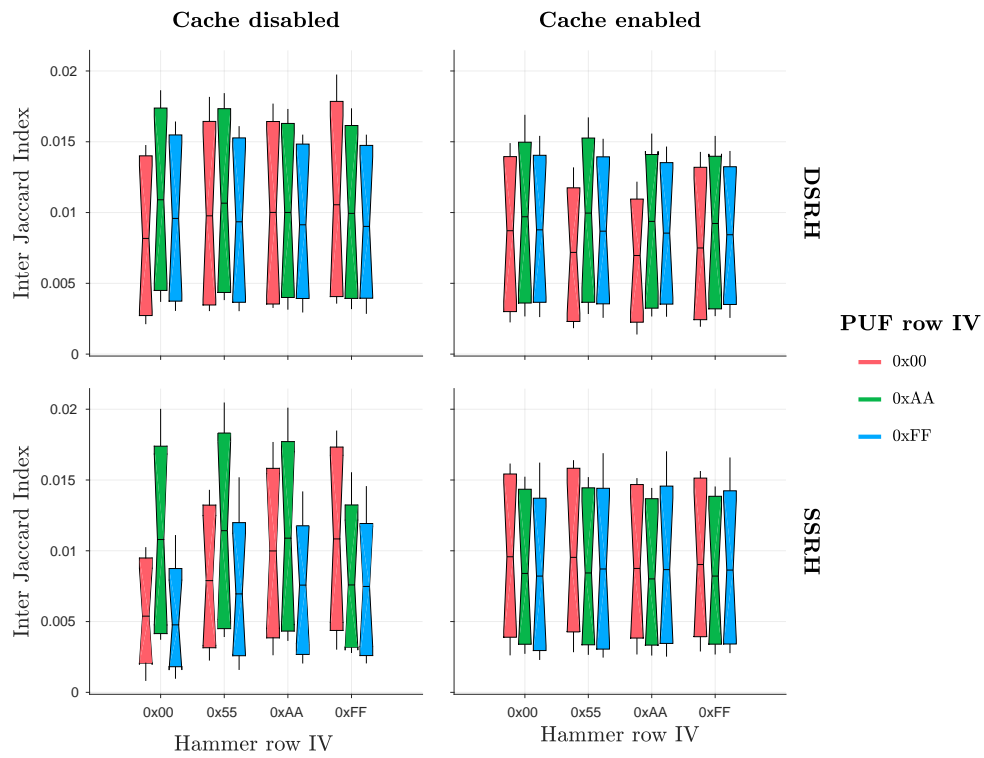 Cache disabled
Cache enabled
0.02
0.015
0.01
0.005
0
Inter Jaccard Index
DSRH
0.02
0.015
0.01
0.005
0
Inter Jaccard Index
SSRH
0x00 0x55 0xAA 0xFF
Hammer row IV
0x00 0x55 0xAA 0xFF
Hammer row IV
PUF row IV
0x00
0xAA
0xFF